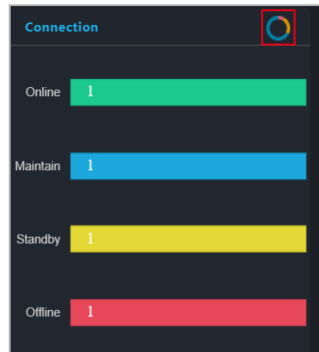 Connection
Online 1
Maintain 1
Standby 1
Offline 1